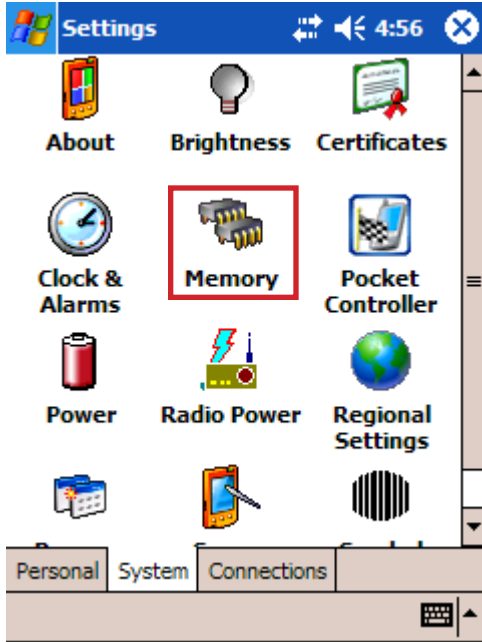 Settings 4:56
About Brightness Certificates
Clock & Alarms Memory Pocket Controller
Power Radio Power Regional Settings
Personal System Connections